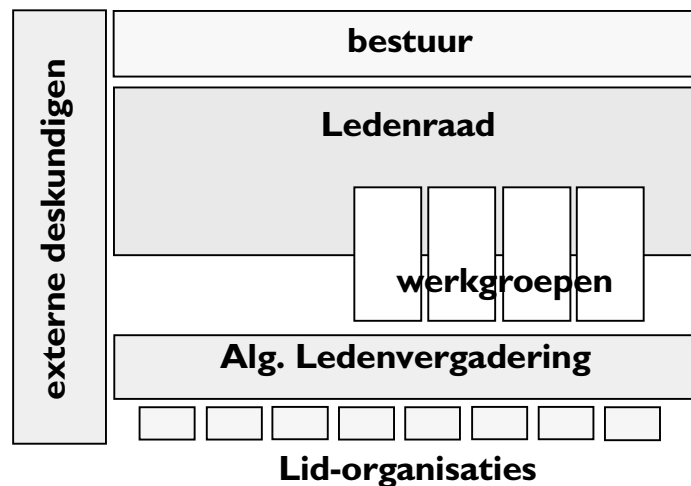 externe deskundigen
bestuur
Ledenraad
werkgroepen
Alg. Ledenvergadering
Lid-organisaties